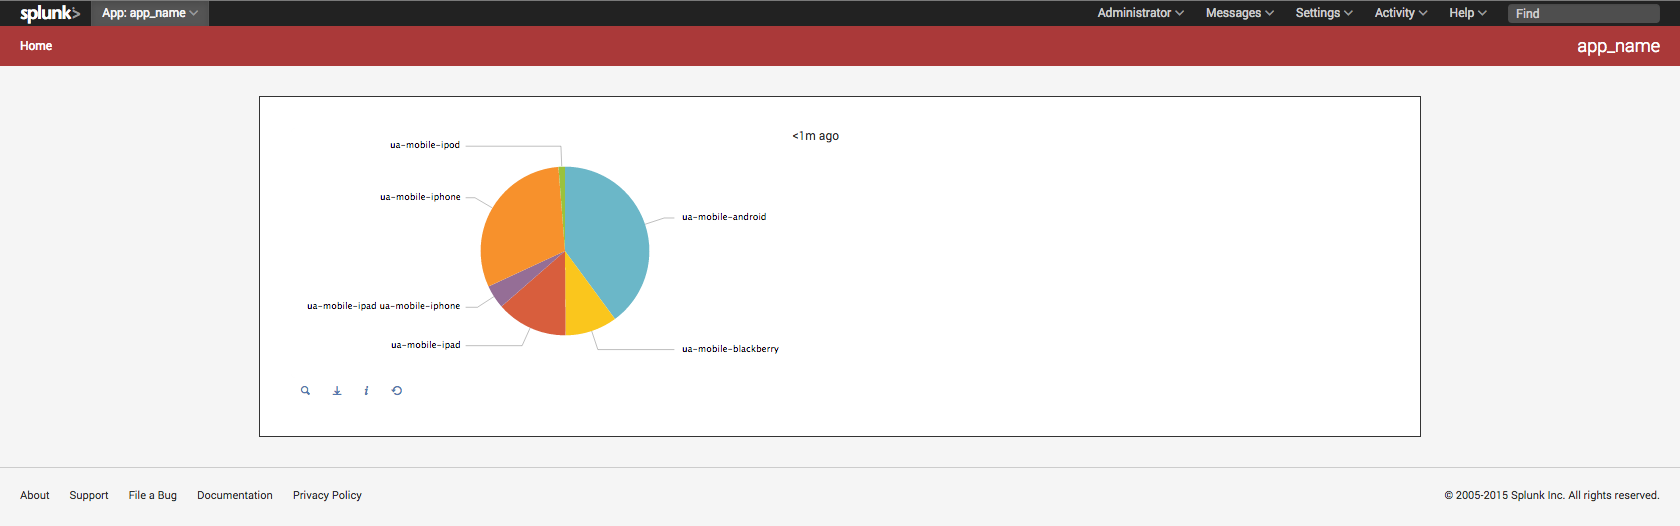 splunk> App: app_name Administrator Messages Settings Activity Help Find
Home app_name
<1m ago
ua-mobile-ipod
ua-mobile-iphone
ua-mobile-android
ua-mobile-ipad ua-mobile-iphone
ua-mobile-ipad
ua-mobile-blackberry
i
About Support File a Bug Documentation Privacy Policy © 2005-2015 Splunk Inc. All rights reserved.